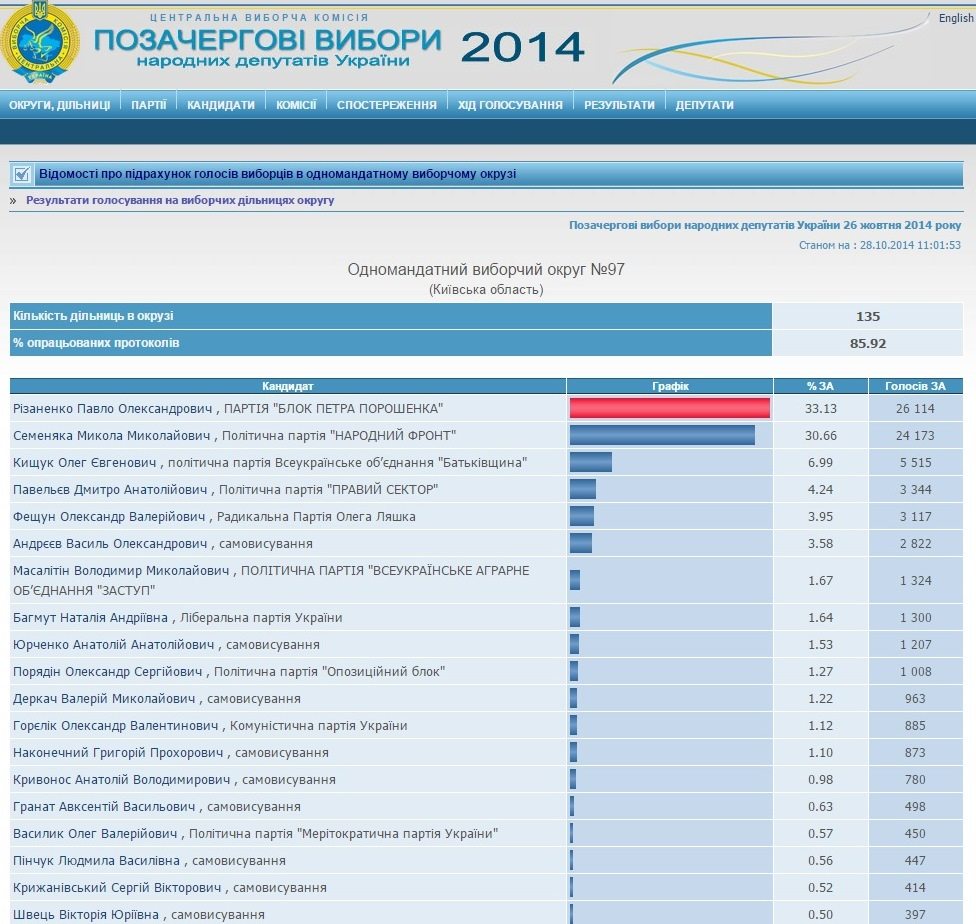 English
ЦЕНТРАЛЬНА ВИБОРЧА КОМІСІЯ
ПОЗАЧЕРГОВІ ВИБОРИ
народних депутатів України
2014
ОКРУГИ, ДІЛЬНИЦІ ПАРТІЇ КАНДИДАТИ КОМІСІЇ СПОСТЕРЕЖЕННЯ ХІД ГОЛОСУВАННЯ РЕЗУЛЬТАТИ ДЕПУТАТИ
Відомості про підрахунок голосів виборців в одномандатному виборчому окрузі
» Результати голосування на виборчих дільницях округу
Позачергові вибори народних депутатів України 26 жовтня 2014 року
Станом на : 28.10.2014 11:01:53
Одномандатний виборчий округ №97
(Київська область)
Кількість дільниць в окрузі 135
% опрацьованих протоколів 85.92
Кандидат Графік % ЗА Голосів ЗА
Різаненко Павло Олександрович , ПАРТІЯ "БЛОК ПЕТРА ПОРОШЕНКА" 33.13 26 114
Семеняка Микола Миколайович , Політична партія "НАРОДНИЙ ФРОНТ" 30.66 24 173
Кищук Олег Євгенович , політична партія Всеукраїнське об’єднання "Батьківщина" 6.99 5 515
Павельєв Дмитро Анатолійович , Політична партія "ПРАВИЙ СЕКТОР" 4.24 3 344
Фещун Олександр Валерійович , Радикальна Партія Олега Ляшка 3.95 3 117
Андрєєв Василь Олександрович , самовисування 3.58 2 822
Масалітін Володимир Миколайович , ПОЛІТИЧНА ПАРТІЯ "ВСЕУКРАЇНСЬКЕ АГРАРНЕ
ОБ’ЄДНАННЯ "ЗАСТУП" 1.67 1 324
Багмут Наталія Андріївна , Ліберальна партія України 1.64 1 300
Юрченко Анатолій Анатолійович , самовисування 1.53 1 207
Порядін Олександр Сергійович , Політична партія "Опозиційний блок" 1.27 1 008
Деркач Валерій Миколайович , самовисування 1.22 963
Горєлік Олександр Валентинович , Комуністична партія України 1.12 885
Наконечний Григорій Прохорович , самовисування 1.10 873
Кривонос Анатолій Володимирович , самовисування 0.98 780
Гранат Авксентій Васильович , самовисування 0.63 498
Василик Олег Валерійович , Політична партія "Мерітократична партія України" 0.57 450
Пінчук Людмила Василівна , самовисування 0.56 447
Крижанівський Сергій Вікторович , самовисування 0.52 414
Швець Вікторія Юріївна , самовисування 0.50 397